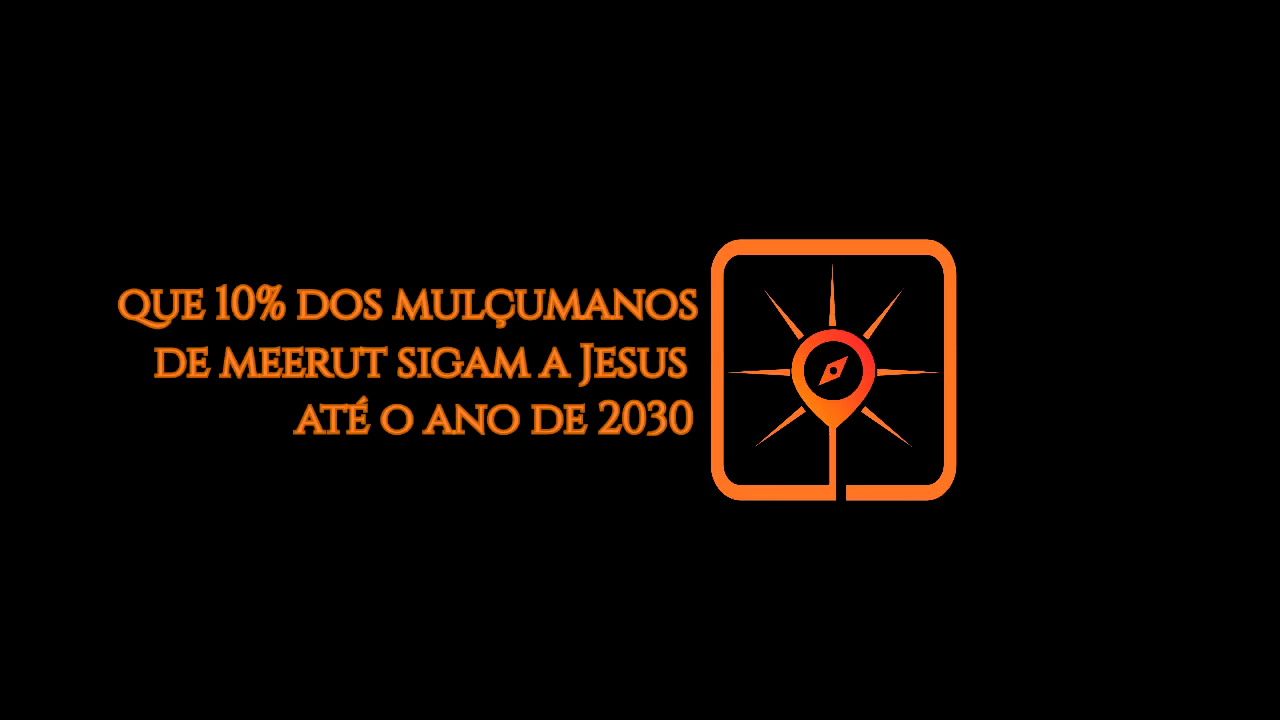 QUE 10% DOS MULÇUMANOS
DE MEERUT SIGAM A JESUS
ATÉ O ANO DE 2030